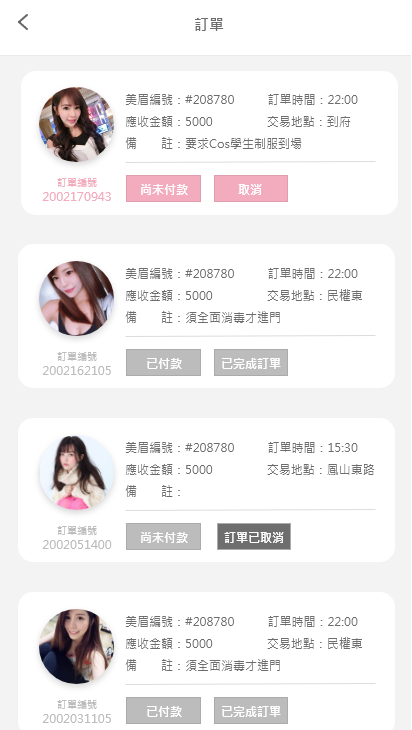 訂單
美眉編號：#208780 訂單時間：22:00
應收金額：5000 交易地點：到府
備 註：要求Cos學生制服到場
訂單編號
2002170943
尚未付款 取消
美眉編號：#208780 訂單時間：22:00
應收金額：5000 交易地點：民權東
備 註：須全面消毒才進門
訂單編號
2002162105
已付款 已完成訂單
美眉編號：#208780 訂單時間：15:30
應收金額：5000 交易地點：鳳山東路
備 註：
訂單編號
2002051400
尚未付款 訂單已取消
美眉編號：#208780 訂單時間：22:00
應收金額：5000 交易地點：民權東
備 註：須全面消毒才進門
訂單編號
2002031105
已付款 已完成訂單